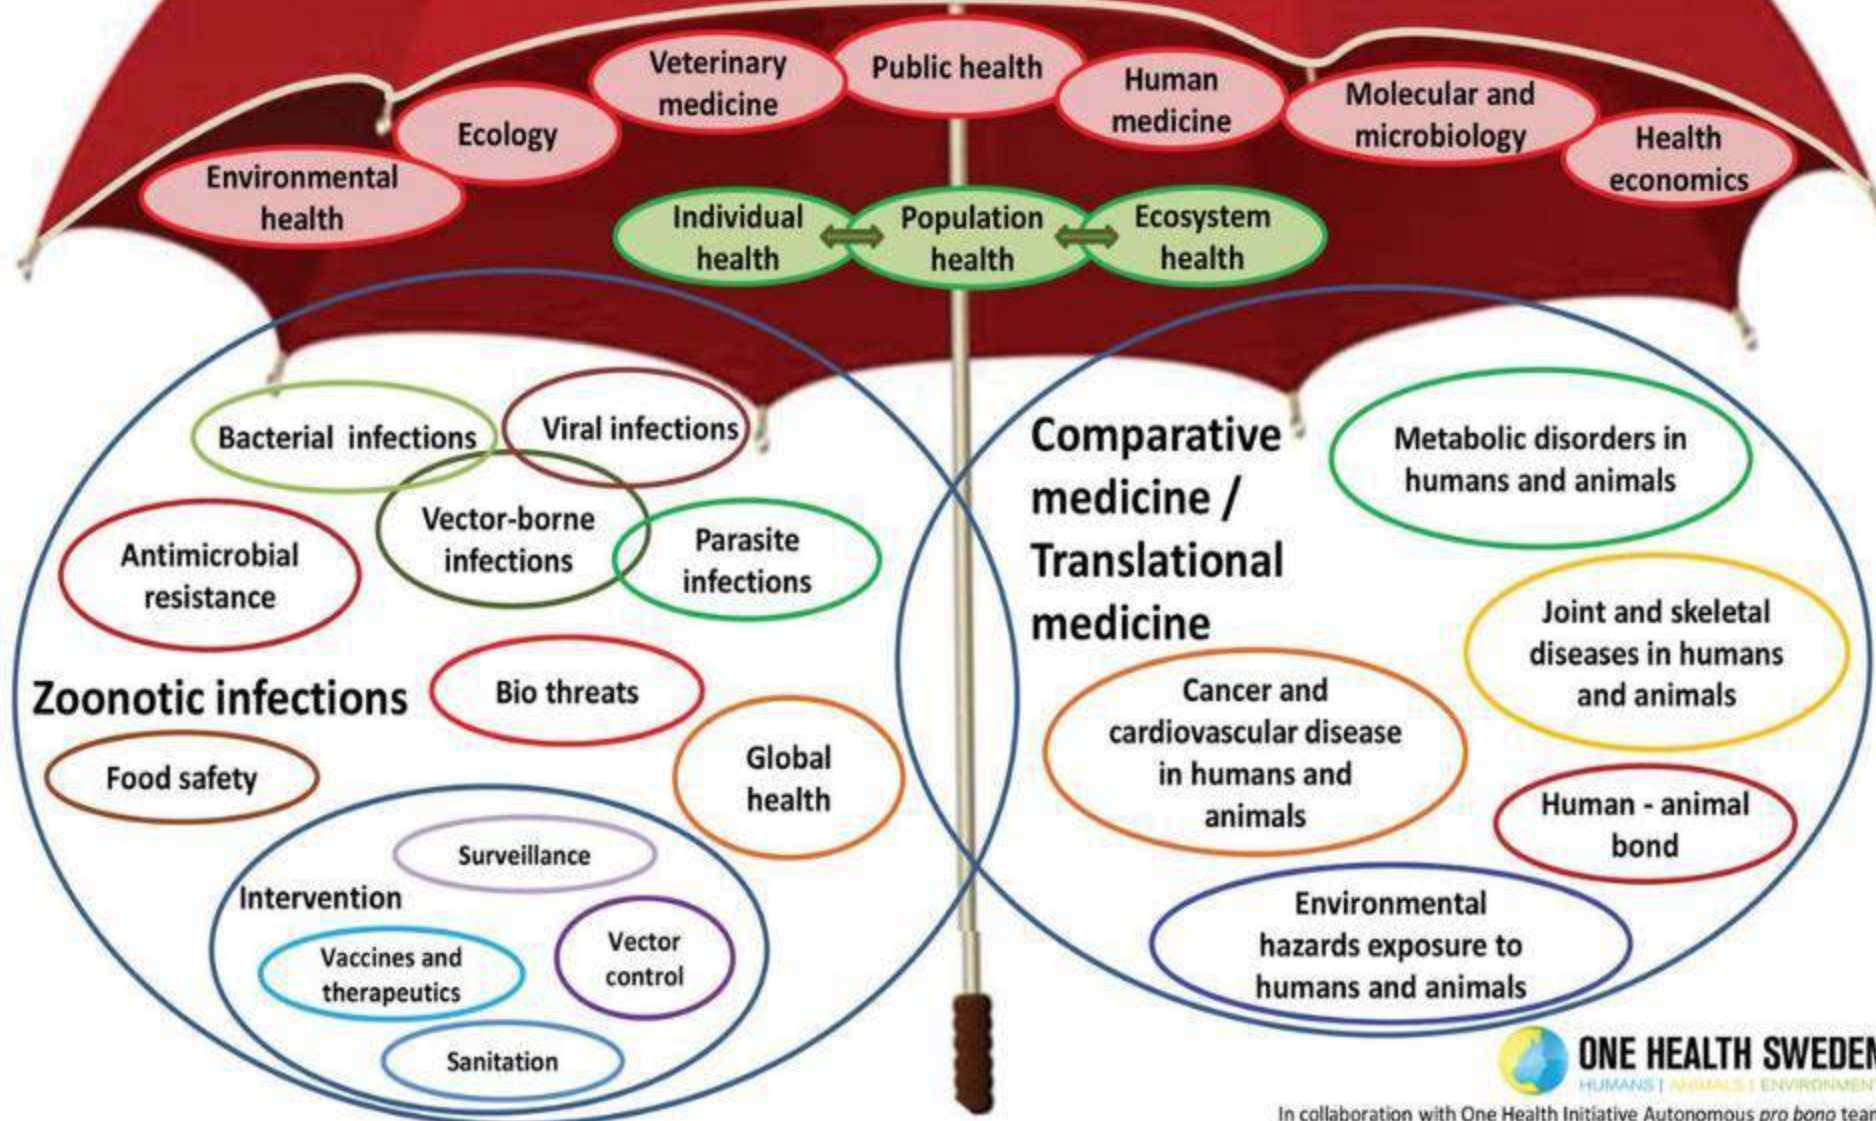 Public health
Veterinary
medicine
Human
medicine
Molecular and
microbiology
Ecology
Health
economics
Environmental
health
Individual
health
Population
health
Ecosystem
health
Bacterial infections
Viral infections
Vector-borne
infections
Parasite
infections
Antimicrobial
resistance
Zoonotic infections
Bio threats
Food safety
Global
health
Surveillance
Intervention
Vaccines and
therapeutics
Vector
control
Sanitation
Comparative
medicine /
Translational
medicine
Metabolic disorders in
humans and animals
Joint and skeletal
diseases in humans
and animals
Cancer and
cardiovascular disease
in humans and
animals
Human - animal
bond
Environmental
hazards exposure to
humans and animals
ONE HEALTH SWEDEN
HUMANS | ANIMALS | ENVIRONMENT
In collaboration with One Health Initiative Autonomous pro bono team